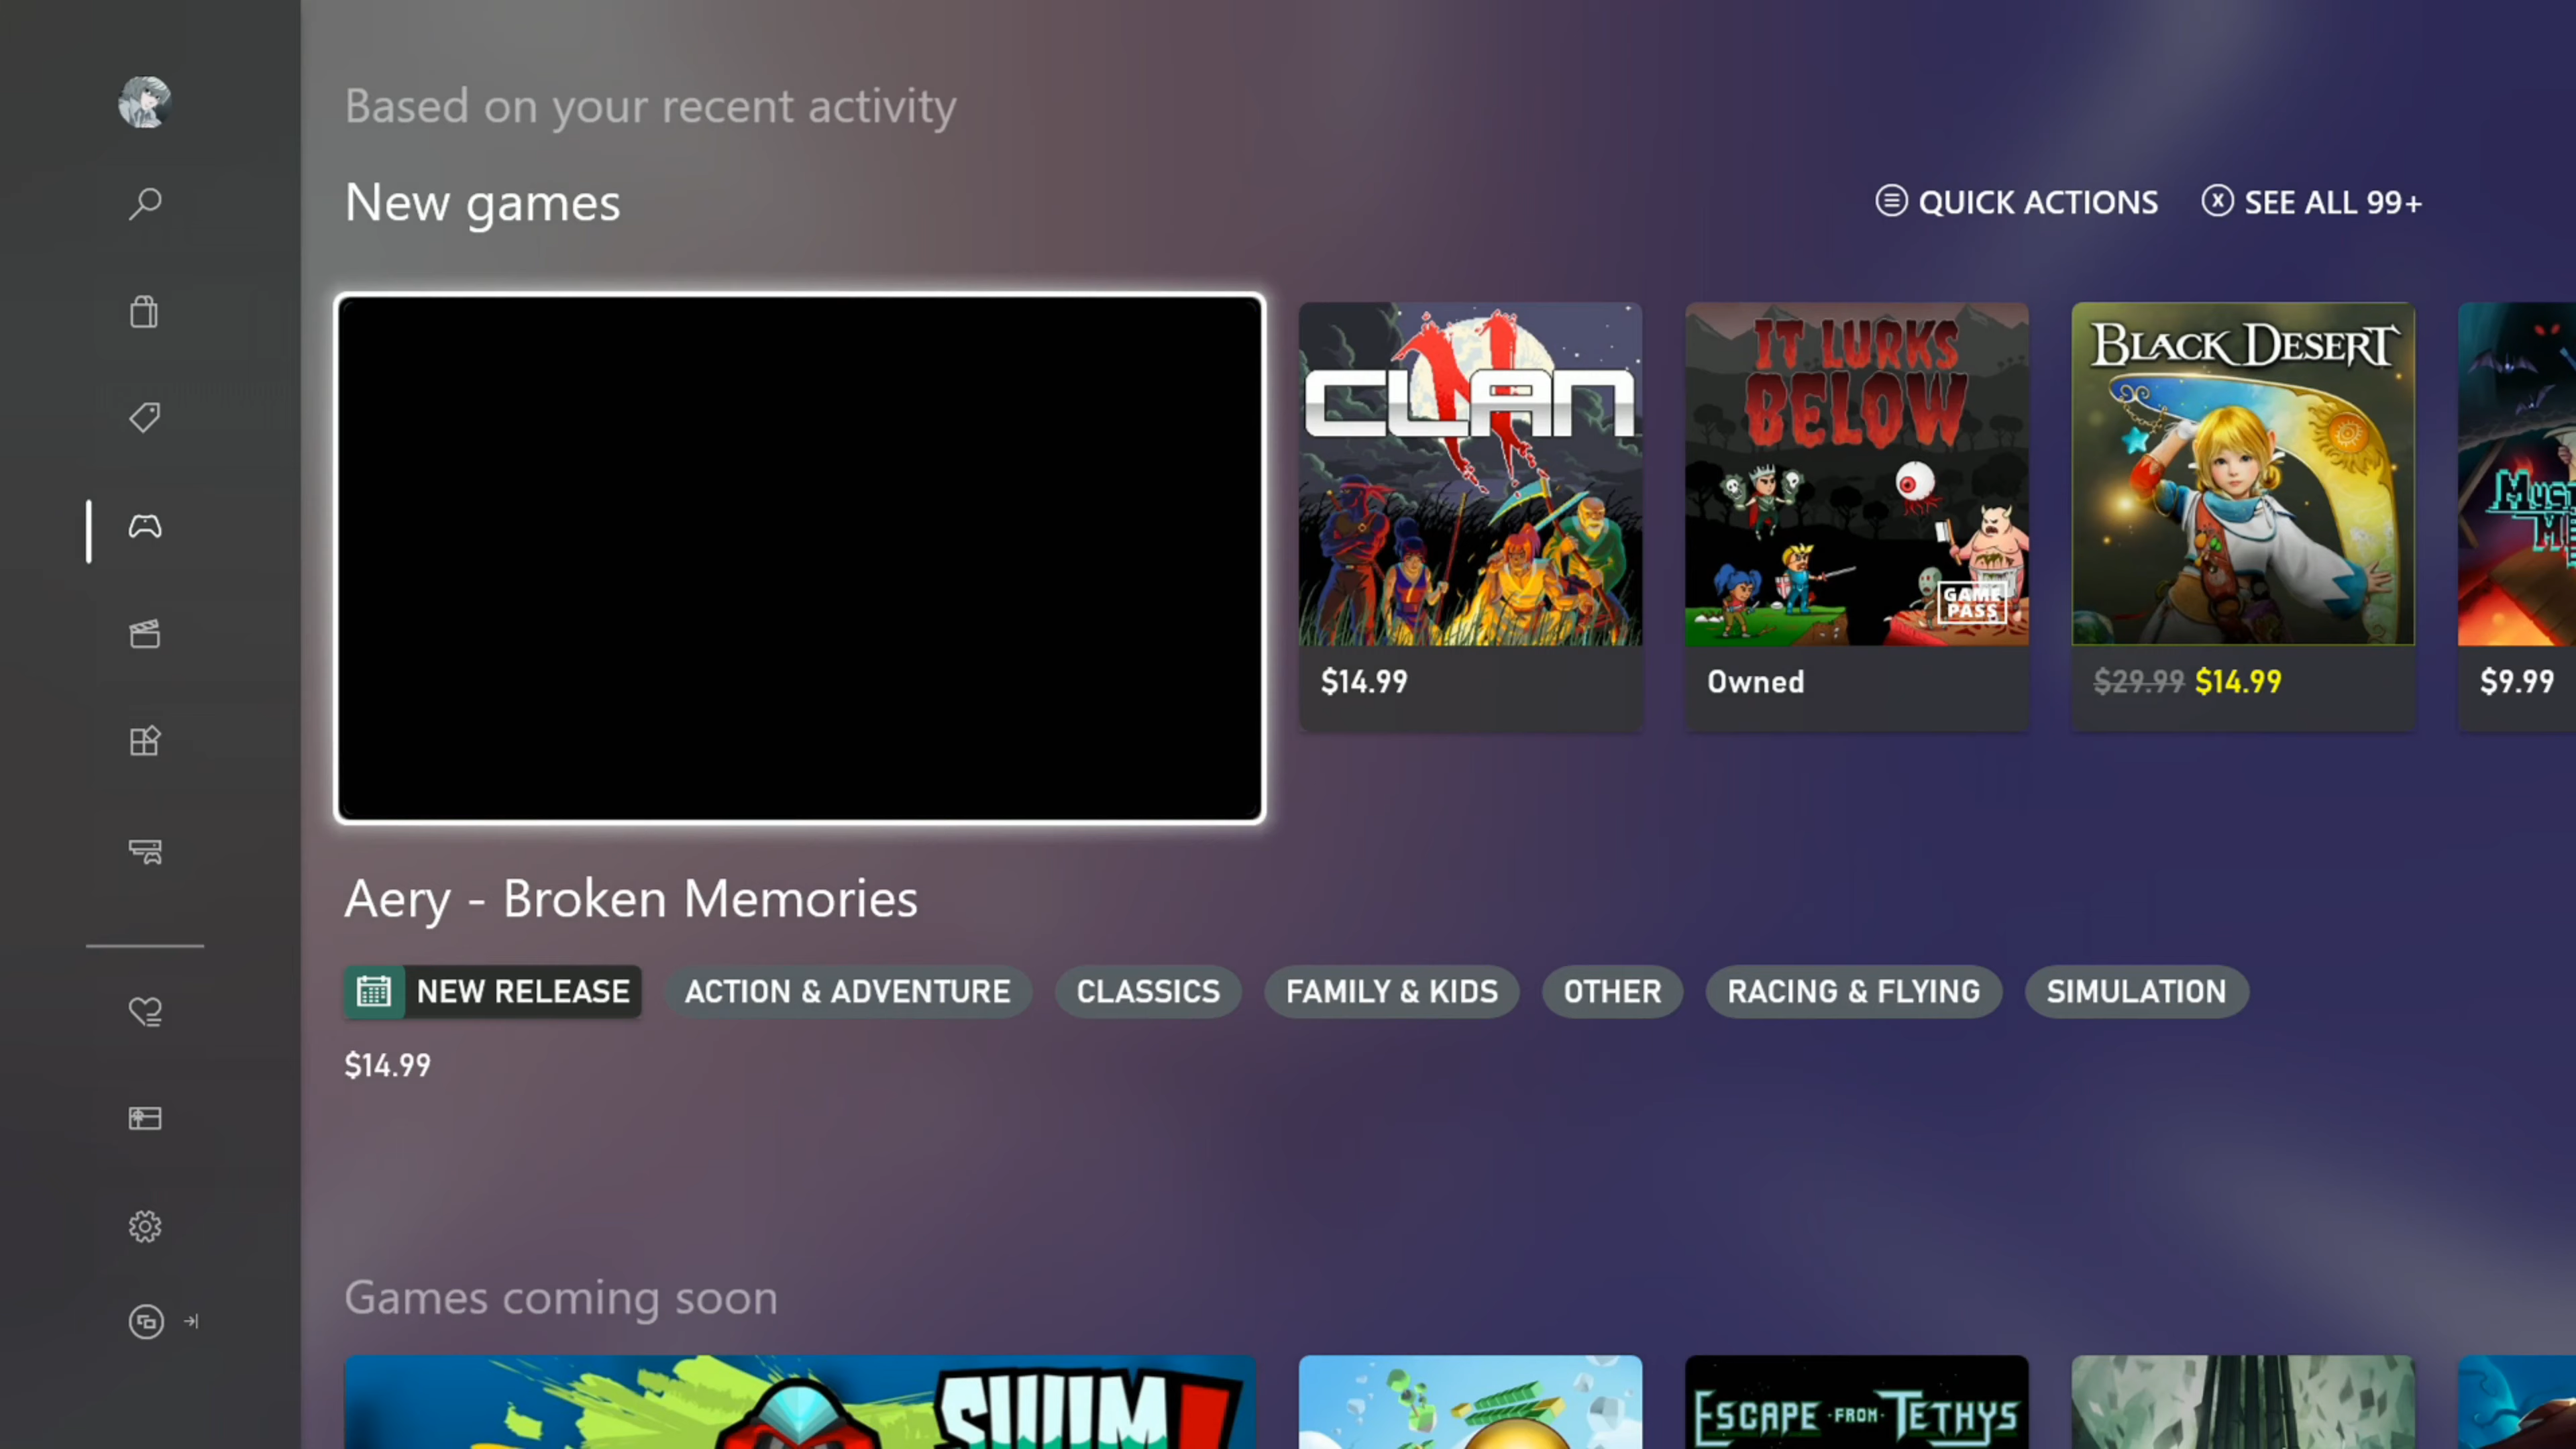 Based on your recent activity
New games
QUICK ACTIONS
X SEE ALL 99+
CLAN
N
$14.99
IT LURKS
BELOW
GAME
PASS
Owned
BLACK DESERT
$29.99 $14.99
$9.99
Aery - Broken Memories
NEW RELEASE
ACTION & ADVENTURE
CLASSICS
FAMILY & KIDS
OTHER
RACING & FLYING
SIMULATION
$14.99
Games coming soon
SWIM!
ESCAPE FROM TETHYS